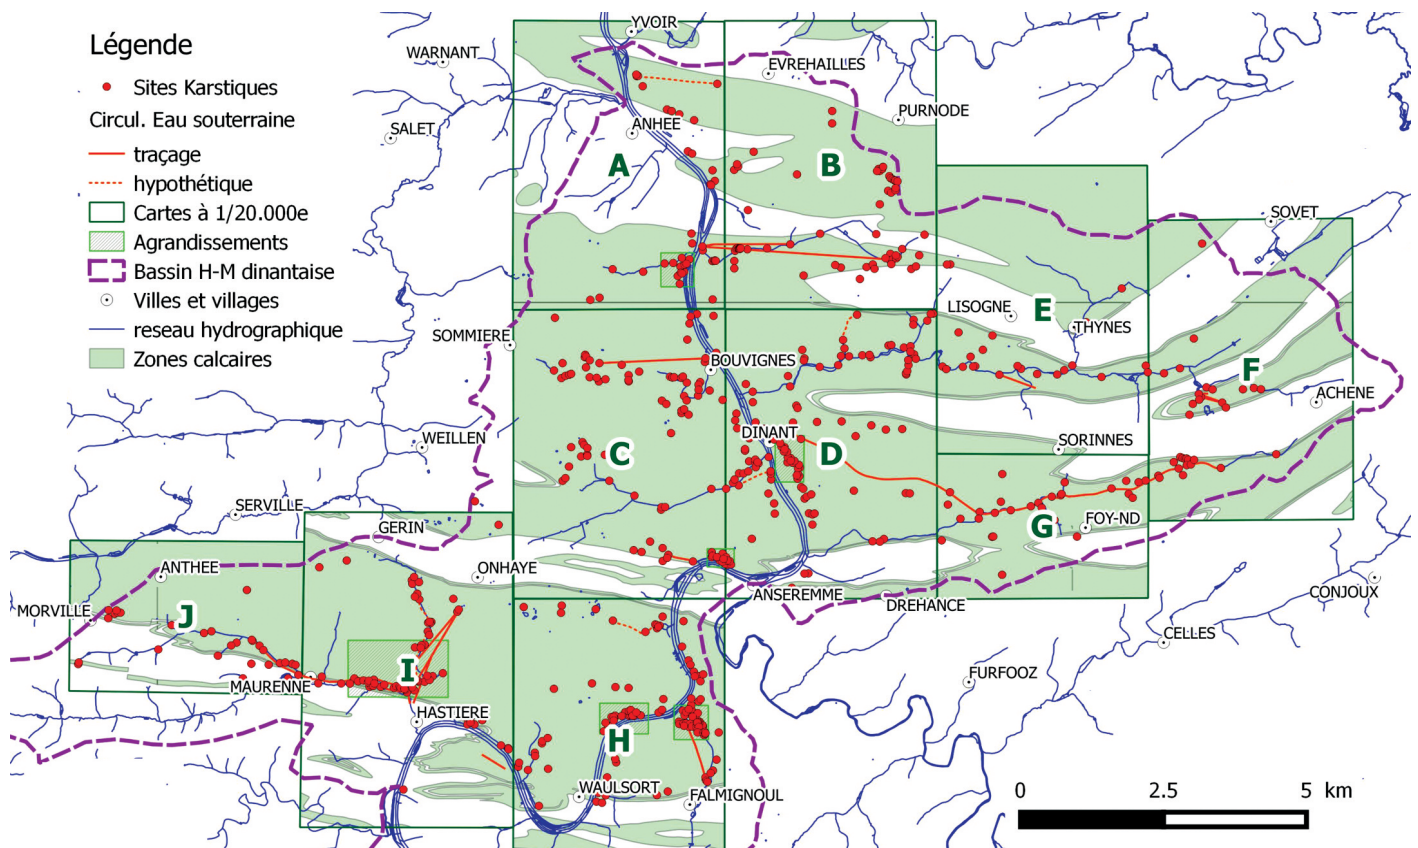 Légende
Sites Karstiques
Circul. Eau souterraine
traçage
hypothétique
Cartes à 1/20.000e
Agrandissements
Bassin H-M dinantaise
Villes et villages
reseau hydrographique
Zones calcaires
YVOIR
WARNANT
EVREHAILLES
PURNODE
SALET
ANHEE
A
B
SOVET
LISOGNE
E
THYNES
SOMMIERE
BOUVIGNES
F
ACHENE
WEILLEN
DINANT
C
D
SORINNES
SERVILLE
GERIN
G
FOY-ND
ANTHEE
ONHAYE
ANSEREMME
DREHANCE
CONJOUX
MORVILLE
J
CELLES
I
MAURENNE
FURFOOZ
HASTIERE
H
WAULSORT
FALMIGNOUL
0 2.5 5 km